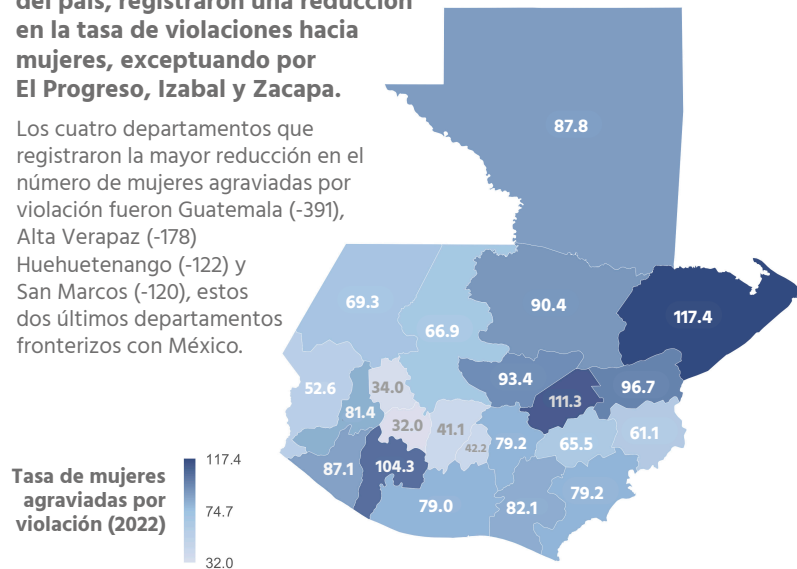 del país, registraron una reducción
en la tasa de violaciones hacia
mujeres, exceptuando por
El Progreso, Izabal y Zacapa.
Los cuatro departamentos que
registraron la mayor reducción en el
número de mujeres agraviadas por
violación fueron Guatemala (-391),
Alta Verapaz (-178)
Huehuetenango (-122) y
San Marcos (-120), estos
dos últimos departamentos
fronterizos con México.
87.8
69.3
66.9
90.4
117.4
52.6
34.0
93.4
111.3
96.7
81.4
32.0
41.1
42.2
79.2
65.5
61.1
87.1
104.3
79.0
82.1
79.2
Tasa de mujeres
agraviadas por
violación (2022)
117.4
74.7
32.0